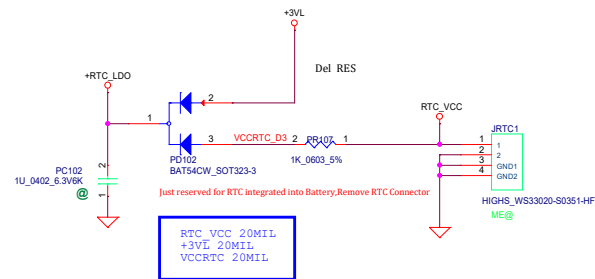 +3VL
Del RES
+RTC_LDO
2
1
RTC_VCC
JRTC1
3
VCCRTC_D3
2
PR107
1
1
2
3
4
1
2
GND1
GND2
PD102
BAT54CW_SOT323-3
1K_0603_5%
2
PC102
1U_0402_6.3V6K
1
@
Just reserved for RTC integrated into Battery,Remove RTC Connector
HIGHS_WS33020-S0351-HF
ME@
RTC_VCC 20MIL
+3VL 20MIL
VCCRTC 20MIL